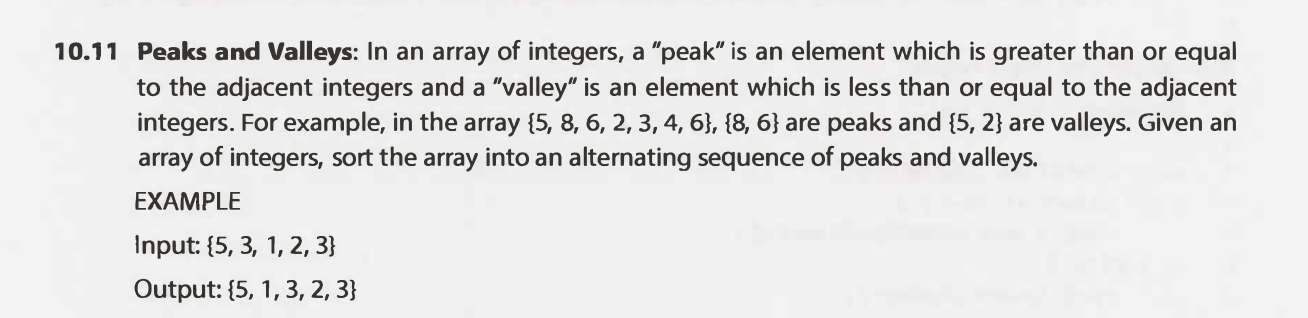 10.11 Peaks and Valleys: In an array of integers, a "peak" is an element which is greater than or equal
to the adjacent integers and a "valley" is an element which is less than or equal to the adjacent
integers. For example, in the array {5, 8, 6, 2, 3, 4, 6}, {8, 6} are peaks and {5, 2} are valleys. Given an
array of integers, sort the array into an alternating sequence of peaks and valleys.
EXAMPLE
Input: {5, 3, 1, 2, 3}
Output: {5, 1, 3, 2, 3}